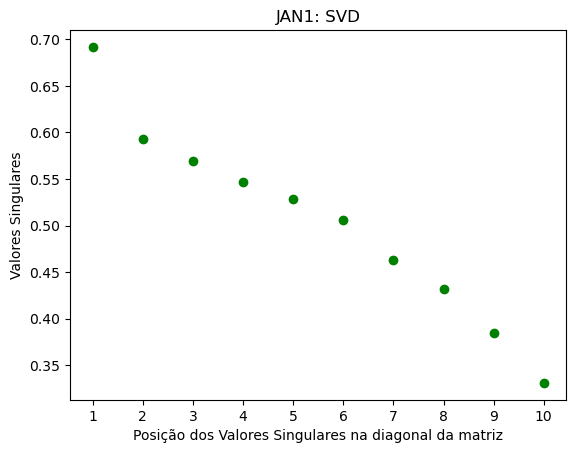 JAN1: SVD
0.70
0.65
0.60
0.55
0.50
0.45
0.40
0.35
Valores Singulares
1 2 3 4 5 6 7 8 9 10
Posição dos Valores Singulares na diagonal da matriz